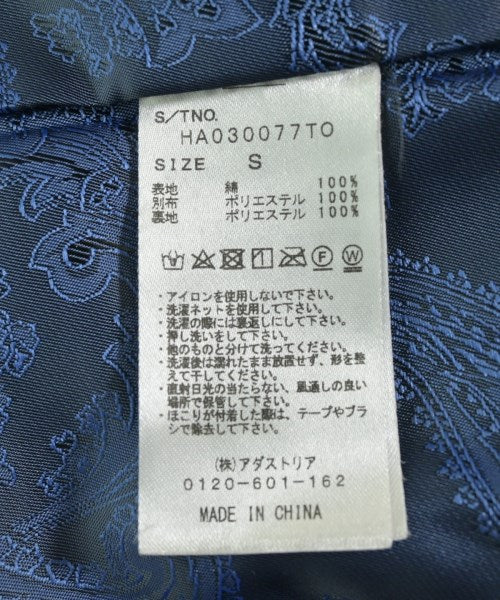 S/TNO.
HA030077TO
SIZE S
表地 綿 100%
別布 ポリエステル 100%
裏地 ポリエステル 100%
F W
・アイロンを使用しないで下さい。
・洗濯ネットを使用して下さい。
・洗濯の際には裏返しにして下さい。
・押し洗いをして下さい。
・他のものと分けて洗ってください。
・洗濯後は濡れたまま放置せず、形を整
えて干してください。
・直射日光の当たらない、風通しの良い
場所で保管して下さい。
・ほこりが付着した際は、テープやブラ
シで除去して下さい。
(株)アダストリア
0120-601-162
MADE IN CHINA